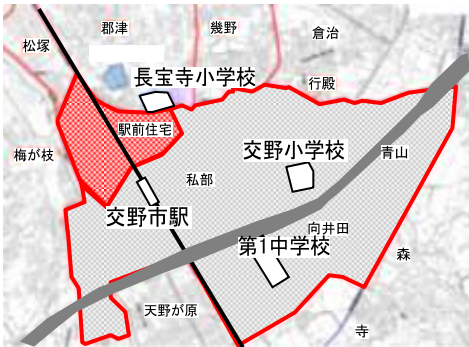 郡津
幾野
倉治
松塚
長宝寺小学校
行殿
駅前住宅
梅が枝
交野小学校
青山
私部
交野市駅
向井田
第1中学校
森
天野が原
寺